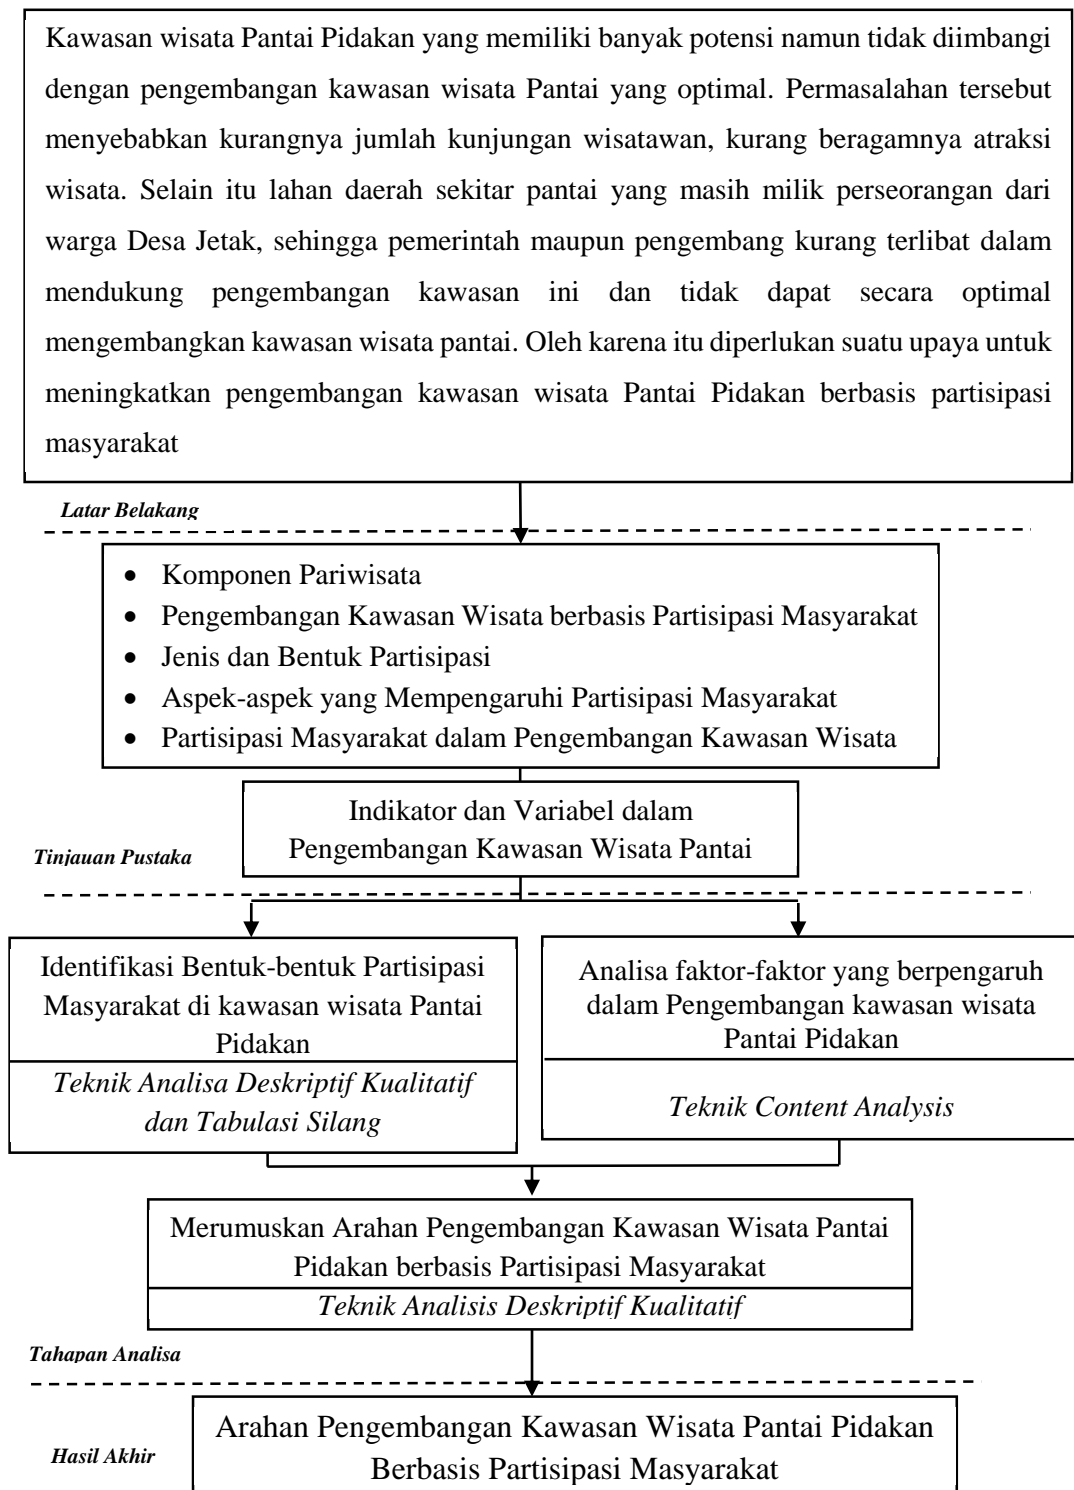 Kawasan wisata Pantai Pidakan yang memiliki banyak potensi namun tidak diimbangi
dengan pengembangan kawasan wisata Pantai yang optimal. Permasalahan tersebut
menyebabkan kurangnya jumlah kunjungan wisatawan, kurang beragamnya atraksi
wisata. Selain itu lahan daerah sekitar pantai yang masih milik perseorangan dari
warga Desa Jetak, sehingga pemerintah maupun pengembang kurang terlibat dalam
mendukung pengembangan kawasan ini dan tidak dapat secara optimal
mengembangkan kawasan wisata pantai. Oleh karena itu diperlukan suatu upaya untuk
meningkatkan pengembangan kawasan wisata Pantai Pidakan berbasis partisipasi
masyarakat
Latar Belakang
• Komponen Pariwisata
• Pengembangan Kawasan Wisata berbasis Partisipasi Masyarakat
• Jenis dan Bentuk Partisipasi
• Aspek-aspek yang Mempengaruhi Partisipasi Masyarakat
• Partisipasi Masyarakat dalam Pengembangan Kawasan Wisata
Indikator dan Variabel dalam
Pengembangan Kawasan Wisata Pantai
Tinjauan Pustaka
Identifikasi Bentuk-bentuk Partisipasi
Masyarakat di kawasan wisata Pantai
Pidakan
Teknik Analisa Deskriptif Kualitatif
dan Tabulasi Silang
Analisa faktor-faktor yang berpengaruh
dalam Pengembangan kawasan wisata
Pantai Pidakan
Teknik Content Analysis
Merumuskan Arahan Pengembangan Kawasan Wisata Pantai
Pidakan berbasis Partisipasi Masyarakat
Teknik Analisis Deskriptif Kualitatif
Tahapan Analisa
Arahan Pengembangan Kawasan Wisata Pantai Pidakan
Berbasis Partisipasi Masyarakat
Hasil Akhir